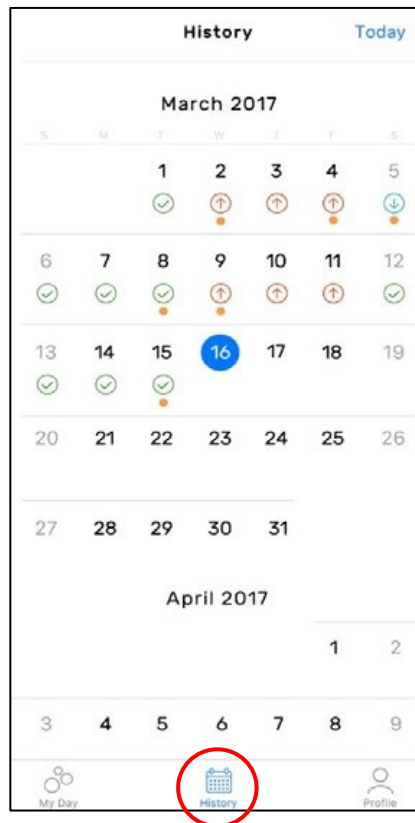 History Today
March 2017
S M T W T F S
1 2 3 4 5
6 7 8 9 10 11 12
13 14 15 16 17 18 19
20 21 22 23 24 25 26
27 28 29 30 31
April 2017
1 2
3 4 5 6 7 8 9
My Day History Profile